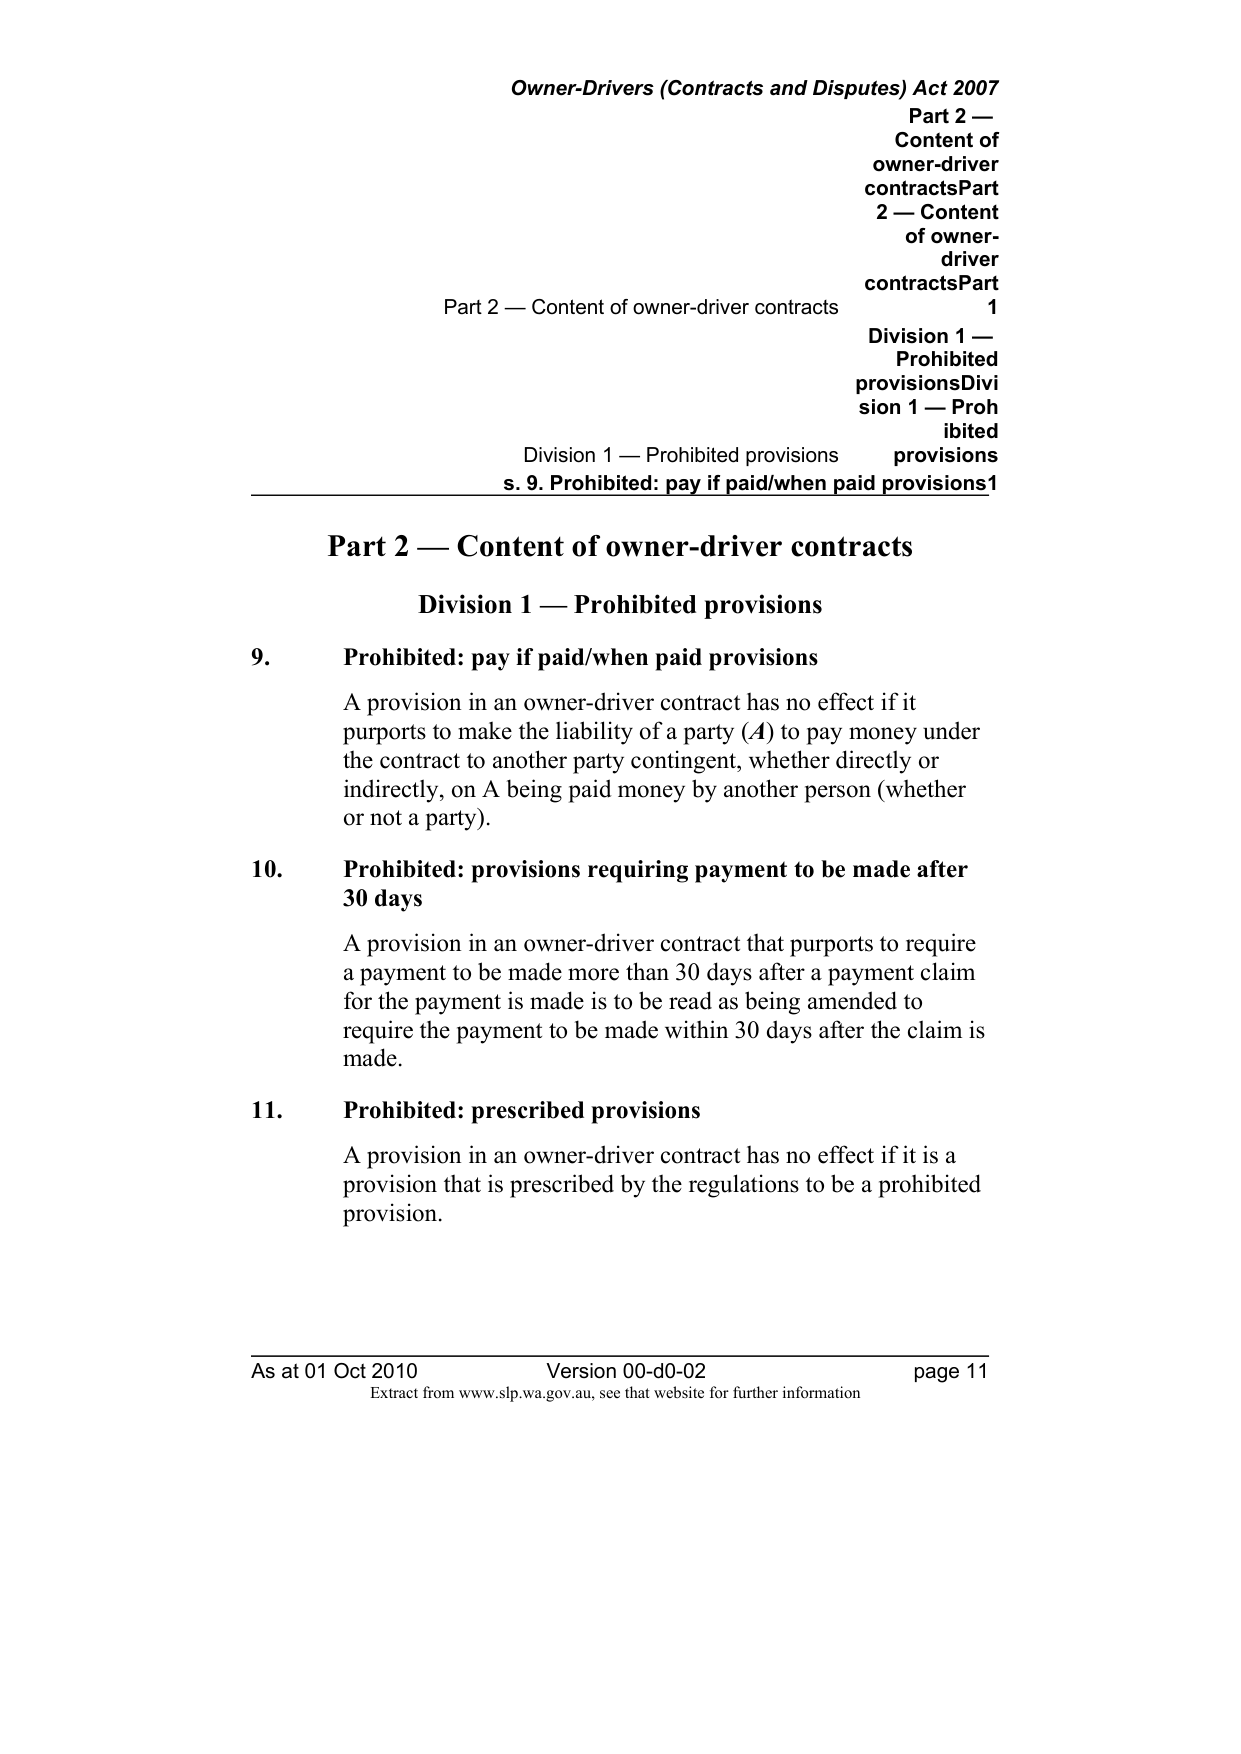 Owner-Drivers (Contracts and Disputes) Act 2007
Part 2 —
Content of
owner-driver
contractsPart
2 — Content
of owner-
driver
contractsPart
Part 2 — Content of owner-driver contracts 1
Division 1 —
Prohibited
provisionsDivi
sion 1 — Proh
ibited
Division 1 — Prohibited provisions provisions
s. 9. Prohibited: pay if paid/when paid provisions1
Part 2 — Content of owner-driver contracts
Division 1 — Prohibited provisions
9. Prohibited: pay if paid/when paid provisions
A provision in an owner-driver contract has no effect if it
purports to make the liability of a party (A) to pay money under
the contract to another party contingent, whether directly or
indirectly, on A being paid money by another person (whether
or not a party).
10. Prohibited: provisions requiring payment to be made after
30 days
A provision in an owner-driver contract that purports to require
a payment to be made more than 30 days after a payment claim
for the payment is made is to be read as being amended to
require the payment to be made within 30 days after the claim is
made.
11. Prohibited: prescribed provisions
A provision in an owner-driver contract has no effect if it is a
provision that is prescribed by the regulations to be a prohibited
provision.
As at 01 Oct 2010 Version 00-d0-02 page 11
Extract from www.slp.wa.gov.au, see that website for further information